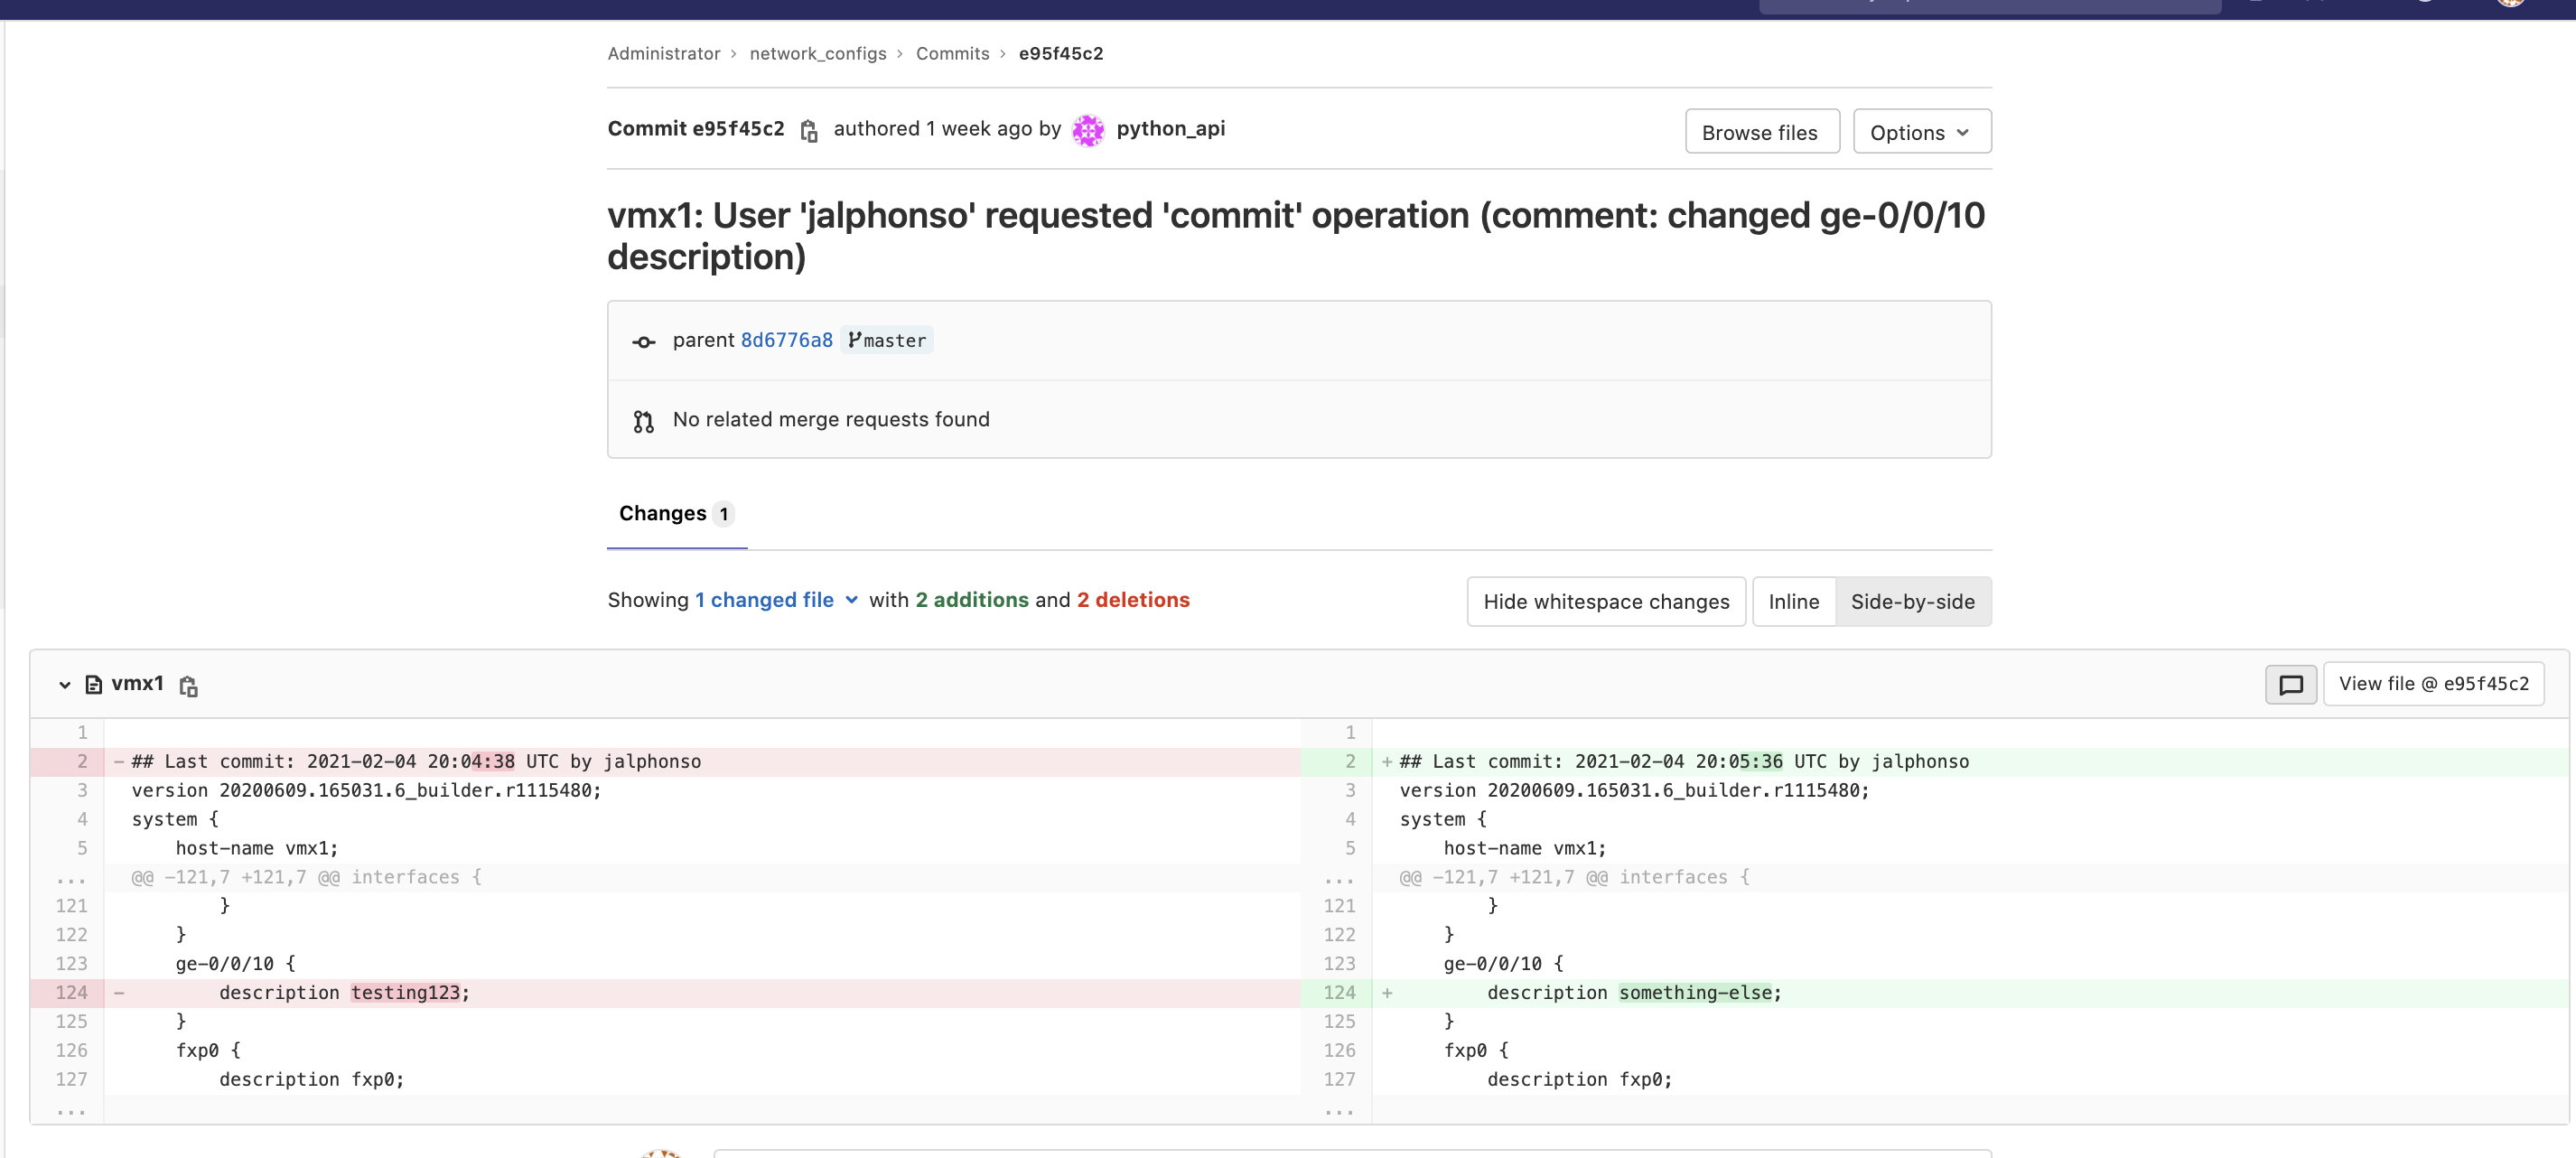 Administrator > network_configs > Commits > e95f45c2
Commit e95f45c2 authored 1 week ago by python_api
Browse files
Options
vmx1: User 'jalphonso' requested 'commit' operation (comment: changed ge-0/0/10
description)
parent 8d6776a8 master
No related merge requests found
Changes 1
Showing 1 changed file with 2 additions and 2 deletions
Hide whitespace changes
Inline
Side-by-side
vmx1
View file @ e95f45c2
1
2 - ## Last commit: 2021-02-04 20:04:38 UTC by jalphonso
3 version 20200609.165031.6_builder.r1115480;
4 system {
5 host-name vmx1;
... @@ -121,7 +121,7 @@ interfaces {
121 }
122 }
123 ge-0/0/10 {
124 - description testing123;
125 }
126 fxp0 {
127 description fxp0;
...
1
2 + ## Last commit: 2021-02-04 20:05:36 UTC by jalphonso
3 version 20200609.165031.6_builder.r1115480;
4 system {
5 host-name vmx1;
... @@ -121,7 +121,7 @@ interfaces {
121 }
122 }
123 ge-0/0/10 {
124 + description something-else;
125 }
126 fxp0 {
127 description fxp0;
...